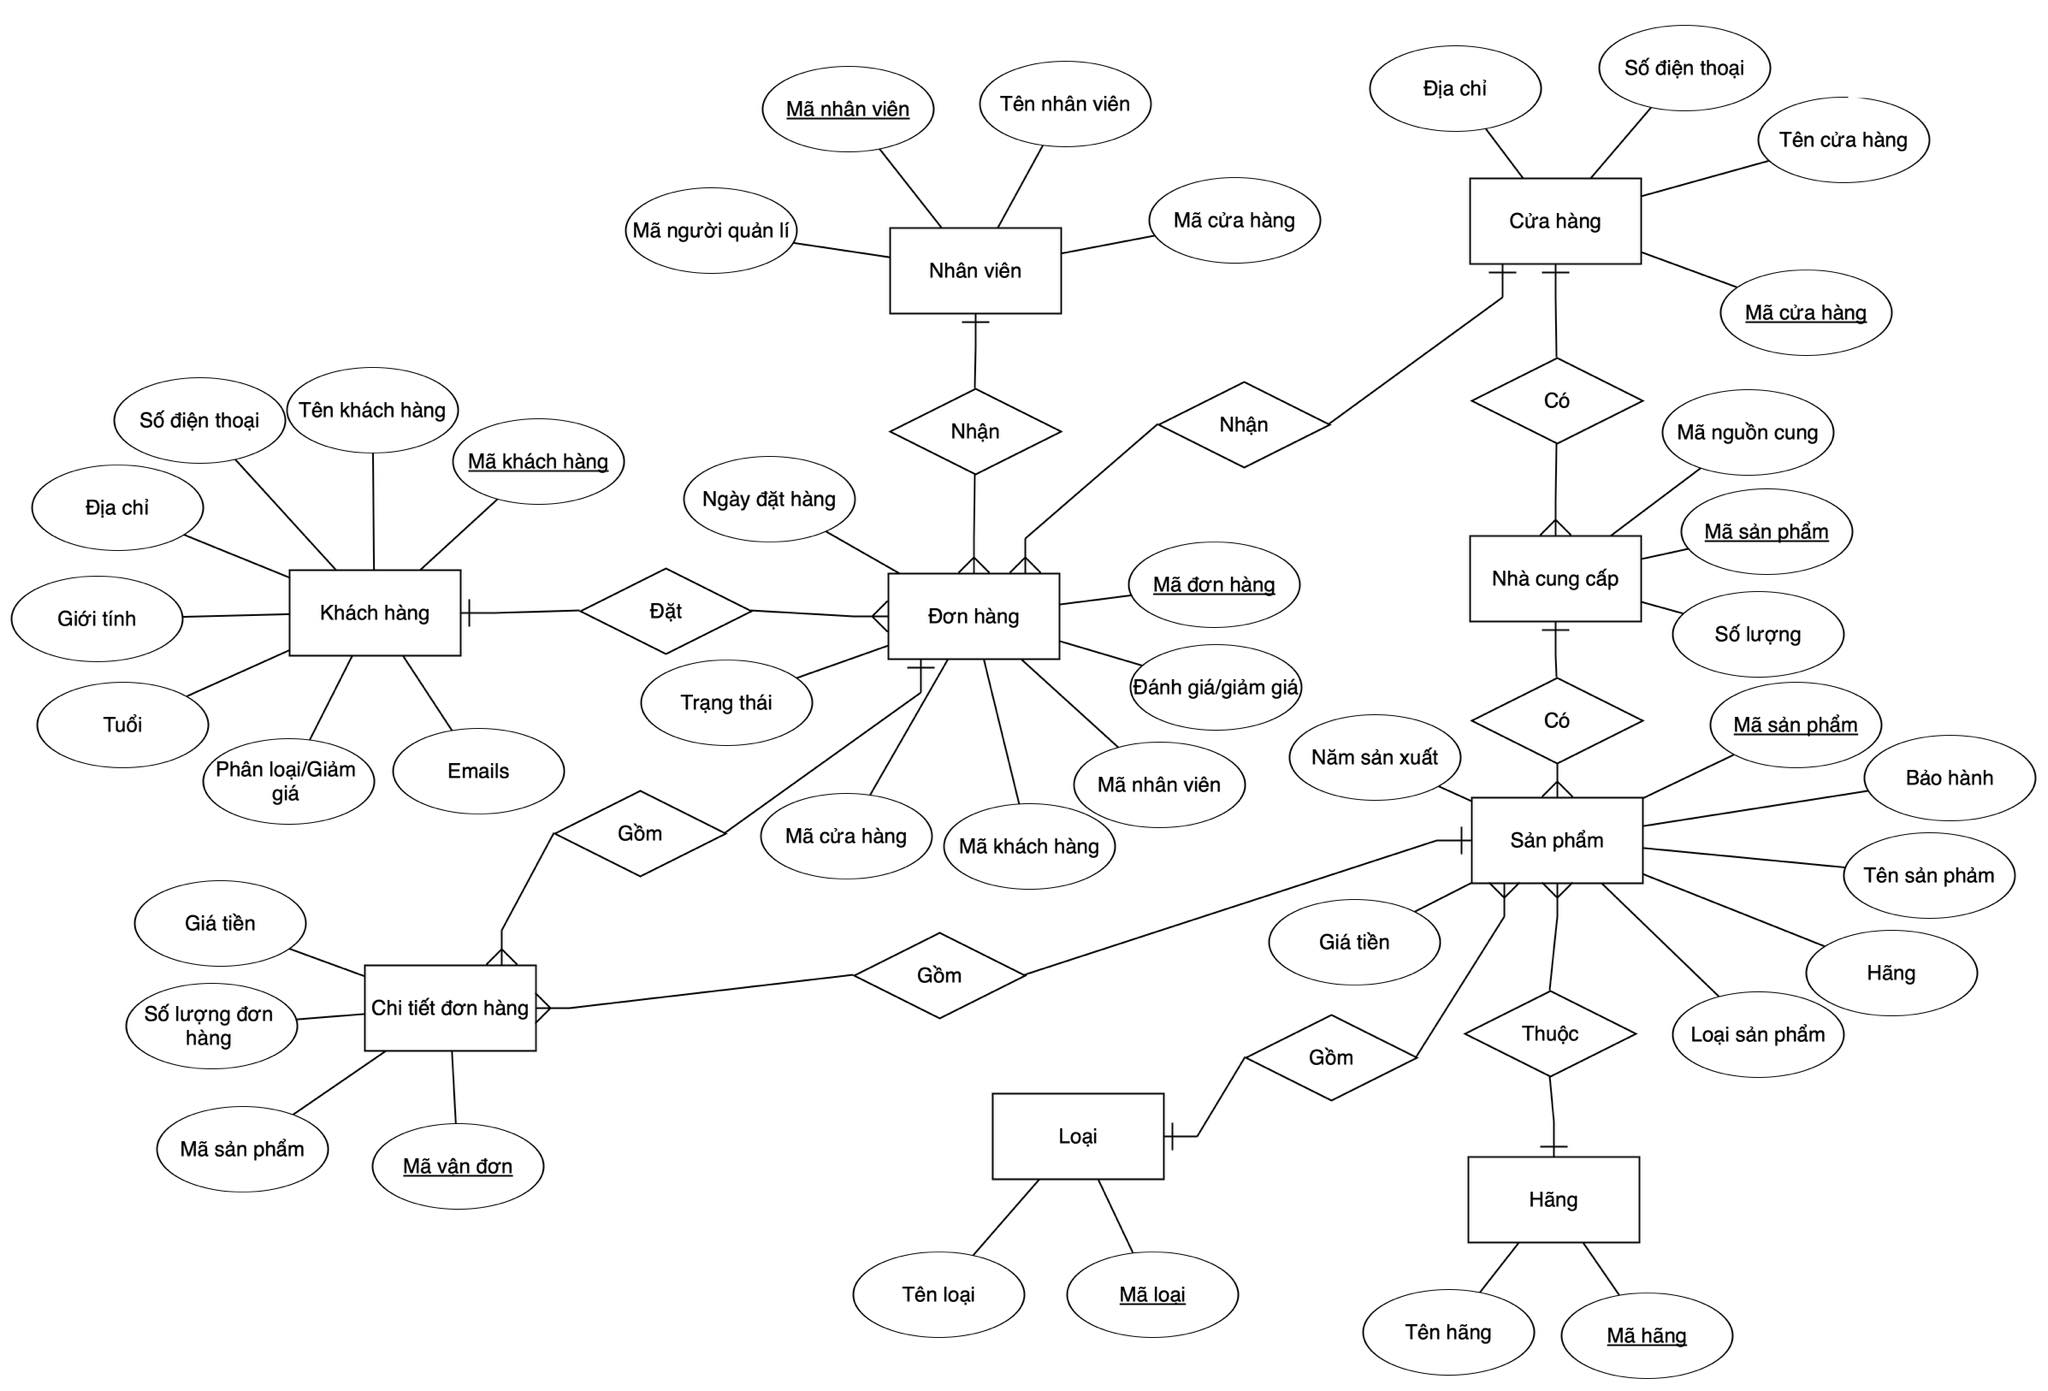 Số điện thoại
Địa chỉ
Tên nhân viên
Mã nhân viên
Tên cửa hàng
Mã cửa hàng
Mã người quản lí
Cửa hàng
Nhân viên
Mã cửa hàng
Có
Tên khách hàng
Số điện thoại
Nhận
Nhận
Mã nguồn cung
Mã khách hàng
Ngày đặt hàng
Địa chỉ
Mã sản phẩm
Nhà cung cấp
Mã đơn hàng
Đặt
Khách hàng
Đơn hàng
Giới tính
Số lượng
Đánh giá/giảm giá
Trạng thái
Có
Mã sản phẩm
Tuổi
Năm sản xuất
Phân loại/Giảm
giá
Emails
Bảo hành
Mã nhân viên
Gồm
Mã cửa hàng
Mã khách hàng
Sản phẩm
Tên sản phảm
Giá tiền
Giá tiền
Gồm
Hãng
Chi tiết đơn hàng
Số lượng đơn
hàng
Thuộc
Loại sản phẩm
Gồm
Loại
Mã sản phẩm
Mã vân đơn
Hãng
Tên loại
Mã loại
Tên hãng
Mã hãng